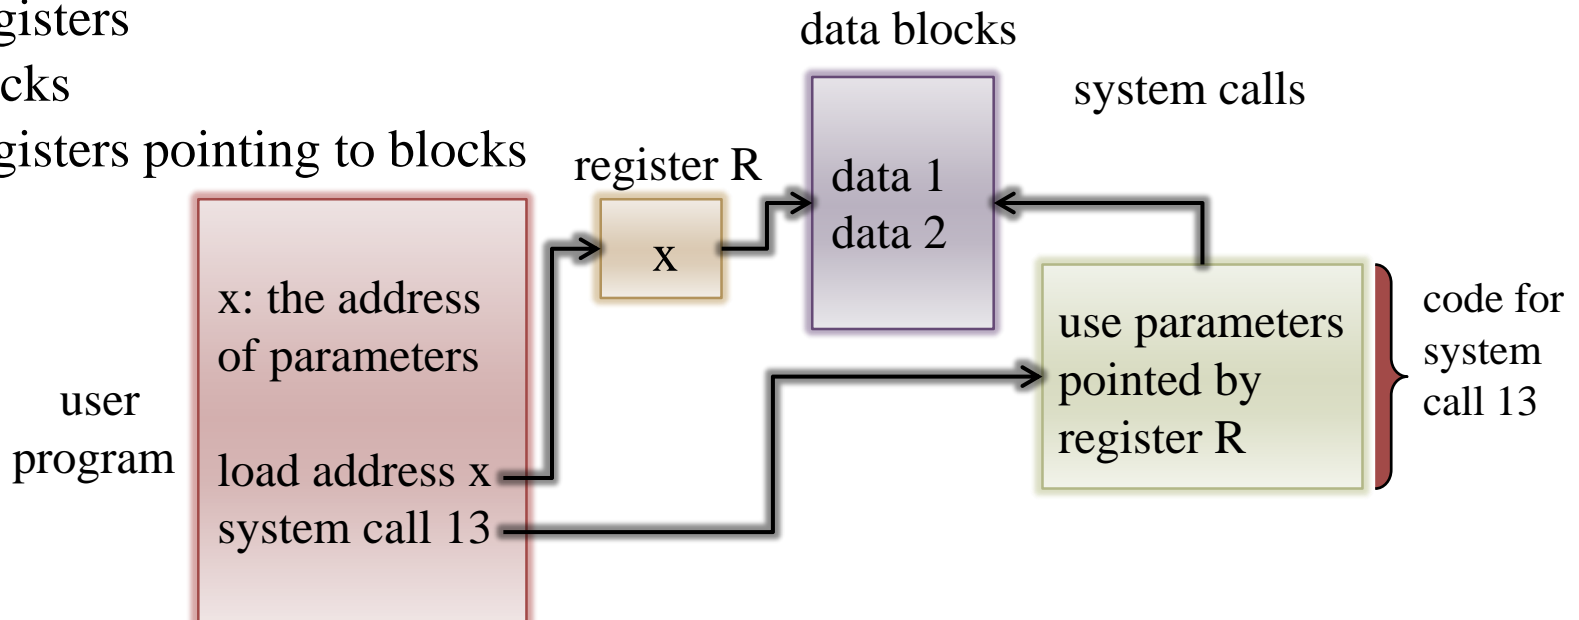 gisters
cks
gisters pointing to blocks
data blocks
system calls
register R
x
data 1
data 2
x: the address
of parameters
load address x
system call 13
user
program
use parameters
pointed by
register R
code for
system
call 13